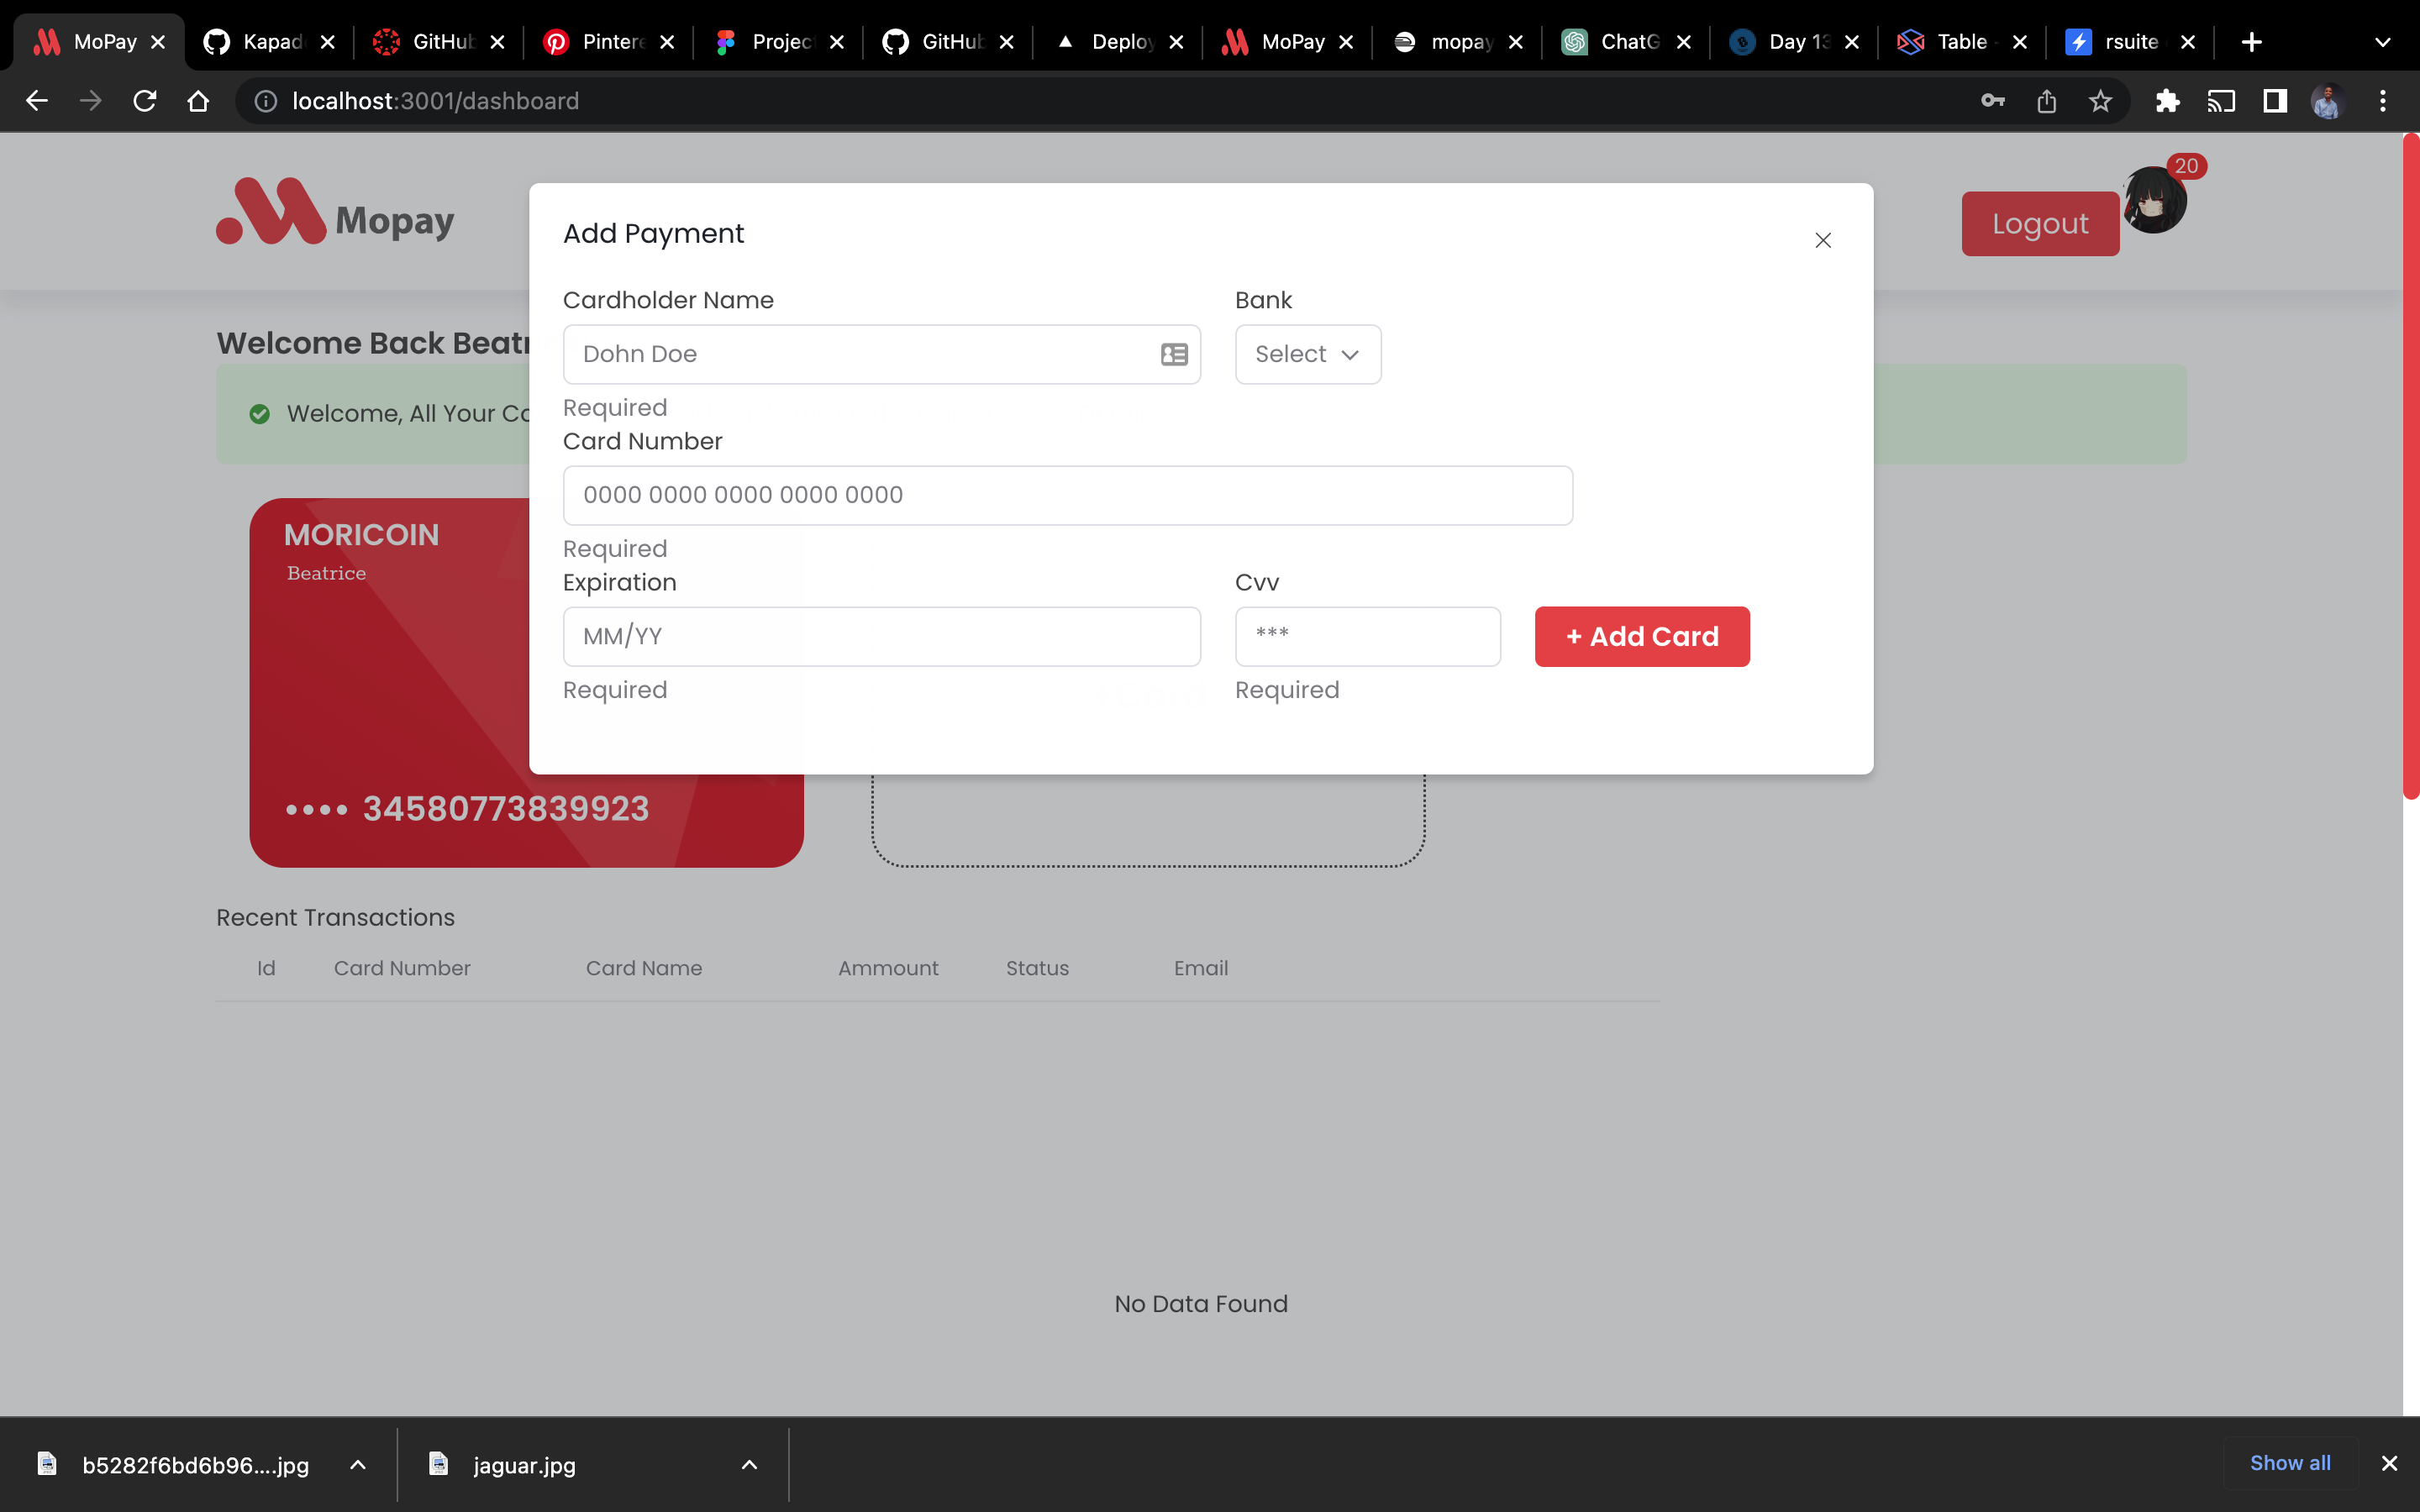 MoPay
Kapad
GitHub
Pintere
Project
GitHub
Deploy
MoPay
mopay
ChatG
Day 13
Table -
rsuite
localhost:3001/dashboard
Mopay
Logout
20
Add Payment
Cardholder Name
Bank
Dohn Doe
Select
Required
Welcome Back Beatr
Welcome, All Your Co
Card Number
0000 0000 0000 0000 0000
Required
Expiration
Cvv
MM/YY
***
+ Add Card
Required
Required
MORICOIN
Beatrice
•••• 34580773839923
Recent Transactions
Id
Card Number
Card Name
Ammount
Status
Email
No Data Found
b5282f6bd6b96....jpg
jaguar.jpg
Show all